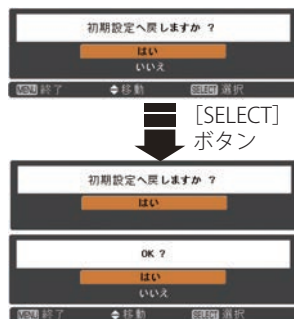 初期設定へ戻しますか ?
はい
いいえ
MENU 終了 移動 SELECT 選択
［SELECT］
ボタン
初期設定へ戻しますか ?
はい
OK ?
はい
いいえ
MENU 終了 移動 SELECT 選択